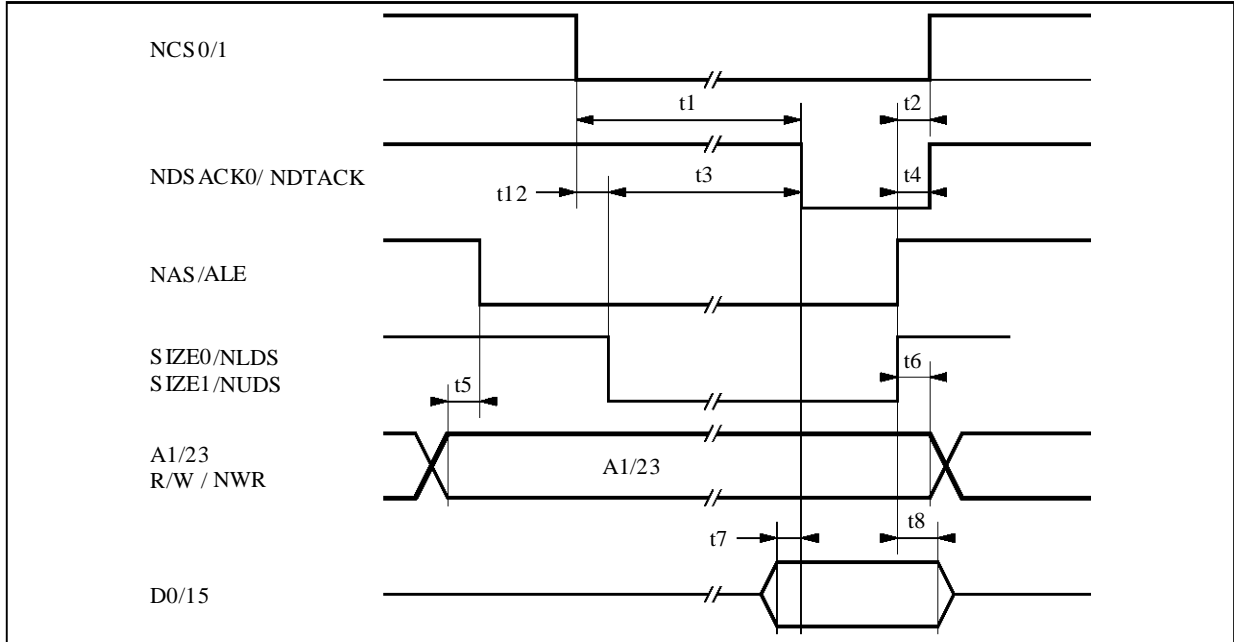 NCS0/1
t1
t2
NDSACK0/ NDTACK
t12
t3
t4
NAS/ALE
SIZE0/NLDS
SIZE1/NUDS
t5
t6
A1/23
R/W / NWR
A1/23
t7
t8
D0/15